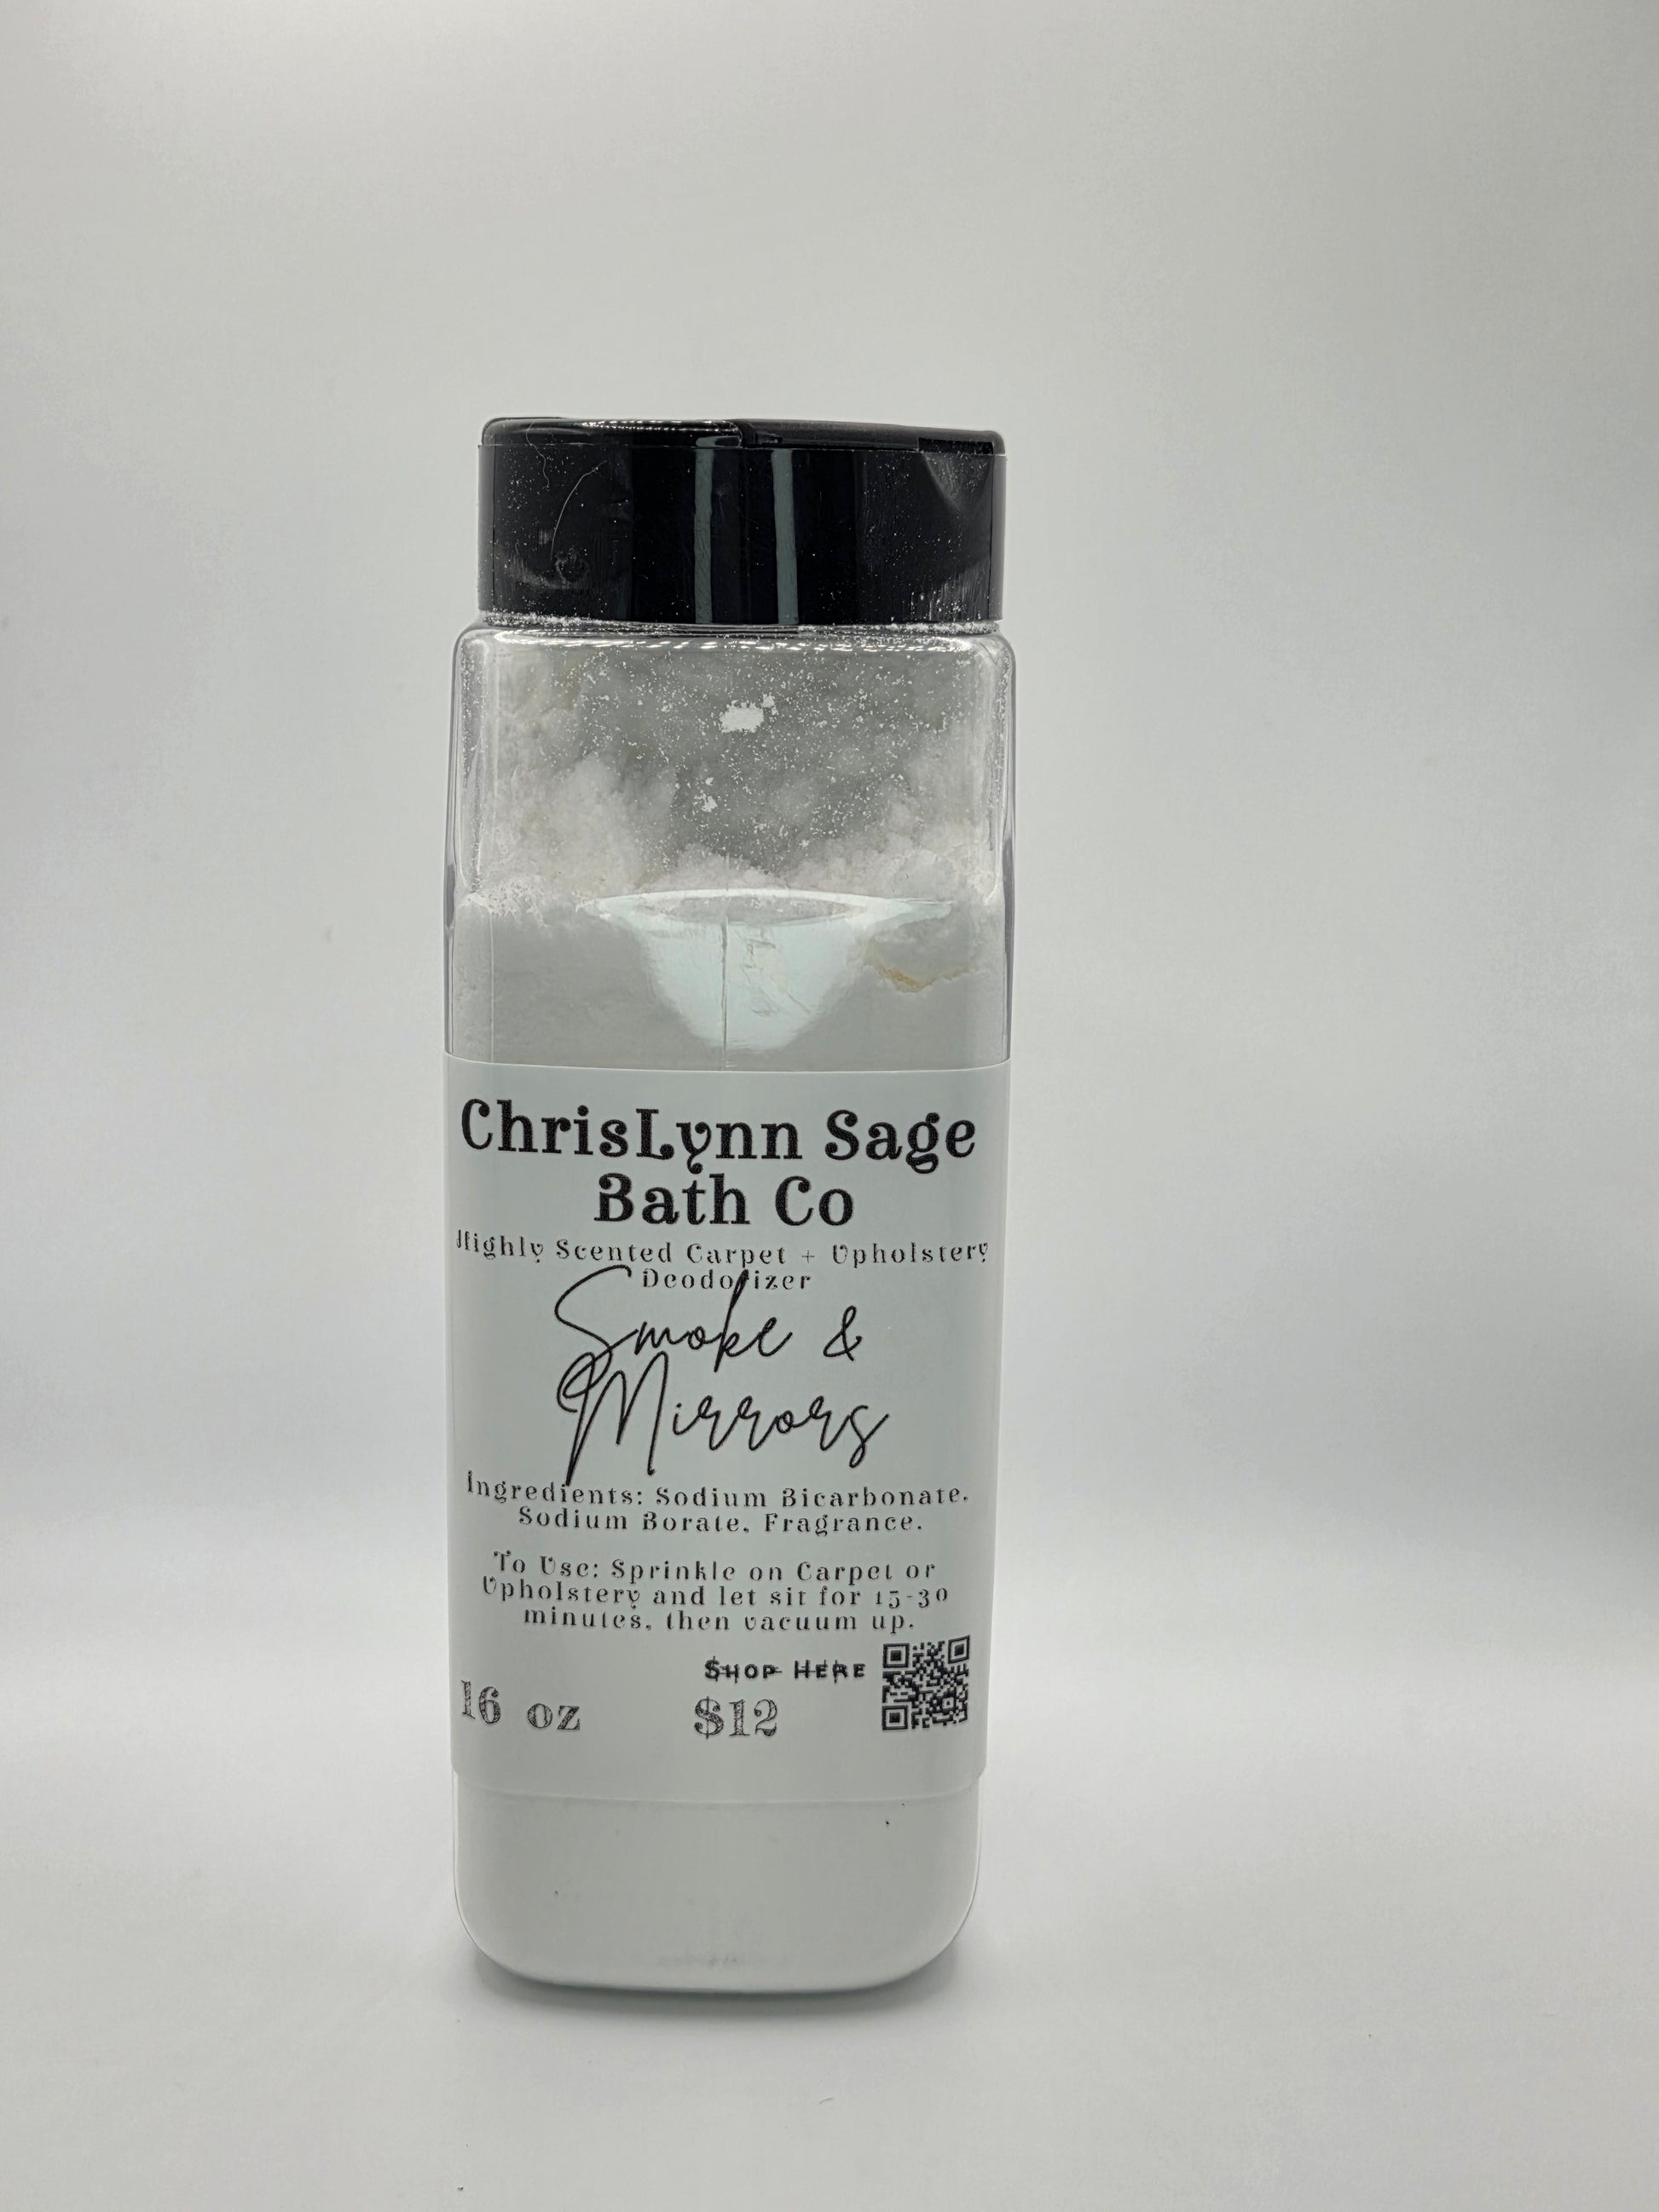 ChrisLynn Sage
Bath Co
Highly Scented Carpet + Upholstery
Deodorizer
Smoke &
Mirrors
Ingredients: Sodium Bicarbonate,
Sodium Borate, Fragrance.
To Use: Sprinkle on Carpet or
Upholstery and let sit for 15-30
minutes, then vacuum up.
Shop Here
16 oz $12